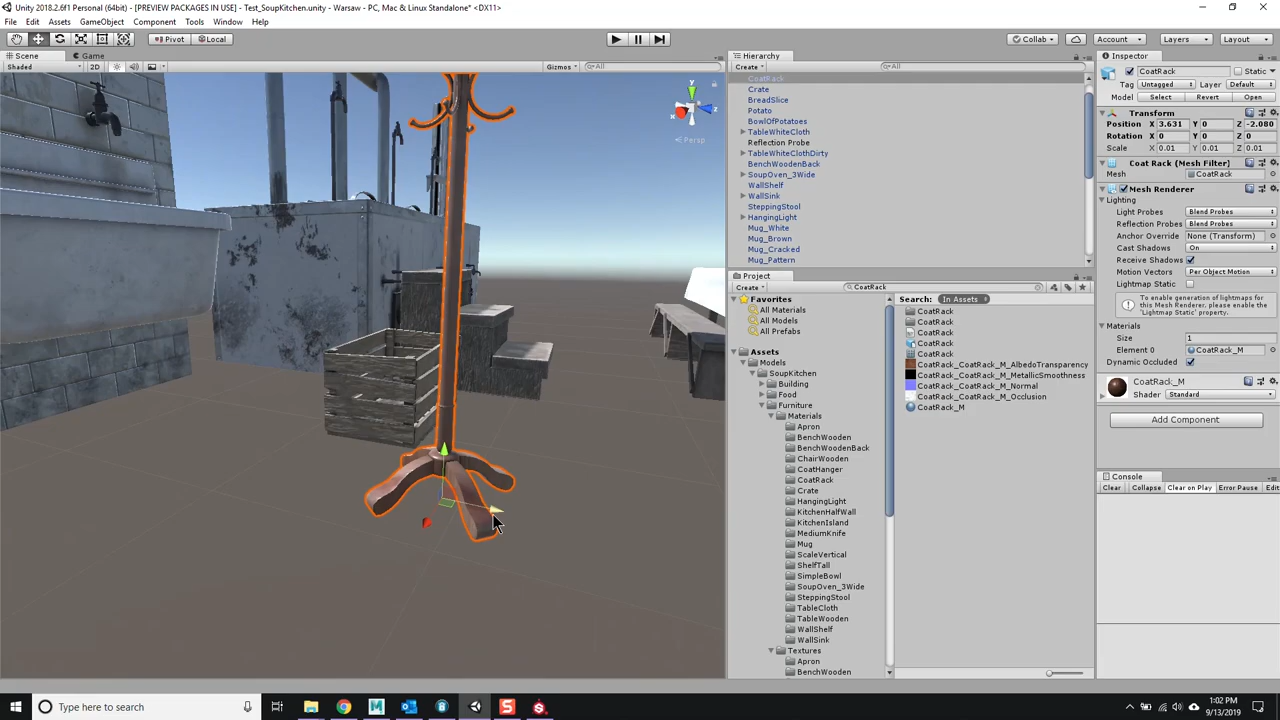 Unity 2018.2.6f1 Personal (64bit) - [PREVIEW PACKAGES IN USE] - Test_SoupKitchen.unity - Warsaw - PC, Mac & Linux Standalone* <DX11>
File Edit Assets GameObject Component Tools Window Help
Pivot Local Collab Account Layers Layout
Scene Game
Shaded 2D Gizmos All
y x z
Persp
Hierarchy
Create All
CoatRack
Crate
BreadSlice
Potato
BowlOfPotatoes
TableWhiteCloth
Reflection Probe
TableWhiteClothDirty
BenchWoodenBack
SoupOven_3Wide
WallShelf
WallSink
SteppingStool
HangingLight
Mug_White
Mug_Brown
Mug_Cracked
Mug_Pattern
Project
Create CoatRack
Favorites
All Materials
All Models
All Prefabs
Assets
Models
SoupKitchen
Building
Food
Furniture
Materials
Apron
BenchWooden
BenchWoodenBack
ChairWooden
CoatHanger
CoatRack
Crate
HangingLight
KitchenHalfWall
KitchenIsland
MediumKnife
Mug
ScaleVertical
ShelfTall
SimpleBowl
SoupOven_3Wide
SteppingStool
TableCloth
TableWooden
WallShelf
WallSink
Textures
Apron
BenchWooden
Search: In Assets
CoatRack
CoatRack
CoatRack
CoatRack
CoatRack
CoatRack_CoatRack_M_AlbedoTransparency
CoatRack_CoatRack_M_MetallicSmoothness
CoatRack_CoatRack_M_Normal
CoatRack_CoatRack_M_Occlusion
CoatRack_M
Inspector
CoatRack Static
Tag Untagged Layer Default
Model Select Revert Open
Transform
Position X 3.631 Y 0 Z -2.080
Rotation X 0 Y 0 Z 0
Scale X 0.01 Y 0.01 Z 0.01
Coat Rack (Mesh Filter)
Mesh CoatRack
Mesh Renderer
Lighting
Light Probes Blend Probes
Reflection Probes Blend Probes
Anchor Override None (Transform)
Cast Shadows On
Receive Shadows
Motion Vectors Per Object Motion
Lightmap Static
To enable generation of lightmaps for this Mesh Renderer, please enable the 'Lightmap Static' property.
Materials
Size 1
Element 0 CoatRack_M
Dynamic Occluded
CoatRack_M
Shader Standard
Add Component
Console
Clear Collapse Clear on Play Error Pause Edit
Type here to search
1:02 PM
9/13/2019